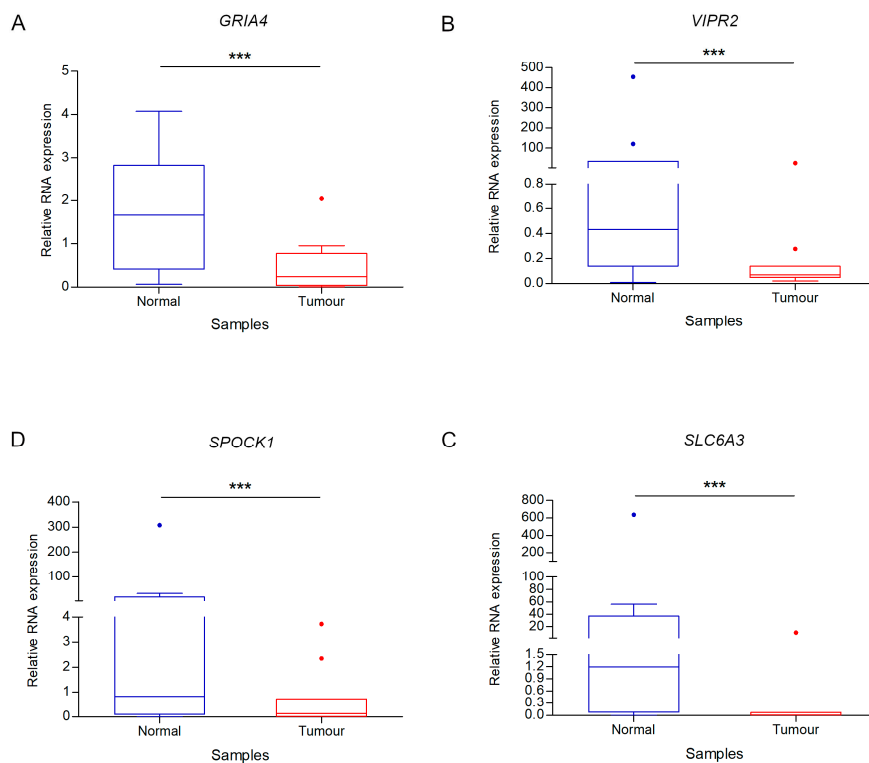 A
GRIA4
***
Relative RNA expression
5
4
3
2
1
0
Normal
Tumour
Samples
B
VIPR2
***
Relative RNA expression
500
400
300
200
100
0.8
0.6
0.4
0.2
0.0
Normal
Tumour
Samples
D
SPOCK1
***
Relative RNA expression
400
300
200
100
4
3
2
1
0
Normal
Tumour
Samples
C
SLC6A3
***
Relative RNA expression
800
600
400
200
100
80
60
40
20
1.5
1.2
0.9
0.6
0.3
0.0
Normal
Tumour
Samples